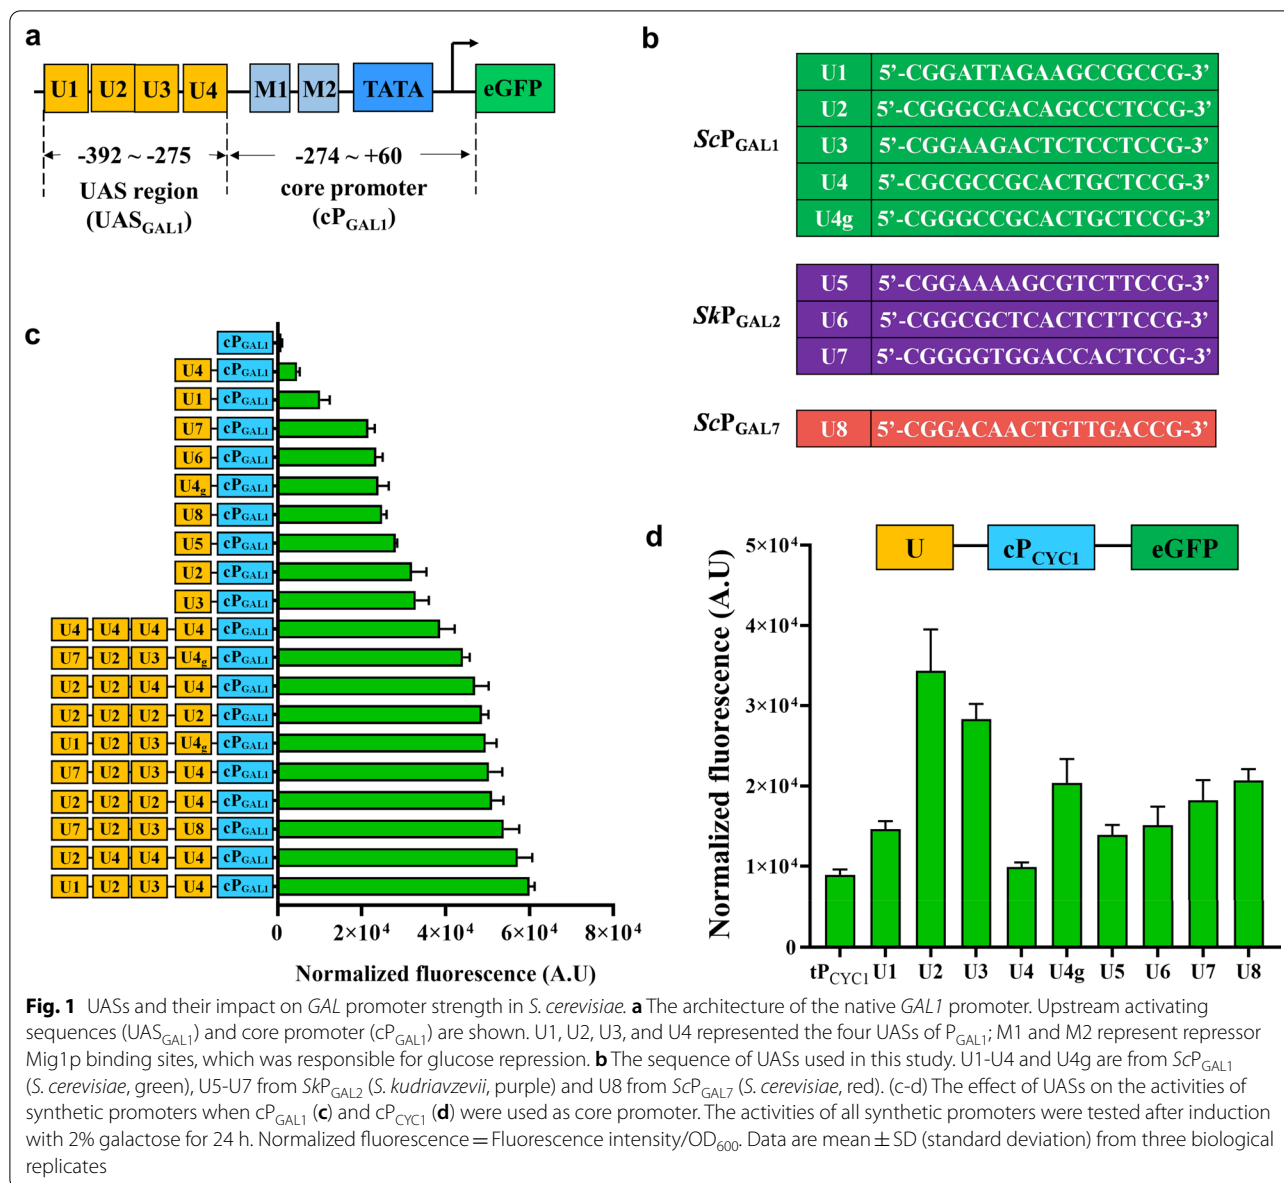 a
U1 U2 U3 U4 M1 M2 TATA eGFP
-392 ~ -275
UAS region
(UASGAL1)
-274 ~ +60
core promoter
(cPGAL1)
b
ScPGAL1
U1 5’-CGGATTAGAAGCCGCCG-3’
U2 5’-CGGGCGACAGCCCTCCG-3’
U3 5’-CGGAAGACTCTCCTCCG-3’
U4 5’-CGCGCCGCACTGCTCCG-3’
U4g 5’-CGGGCCGCACTGCTCCG-3’
SkPGAL2
U5 5’-CGGAAAAGCGTCTTCCG-3’
U6 5’-CGGCGCTCACTCTTCCG-3’
U7 5’-CGGGGTGGACCACTCCG-3’
ScPGAL7
U8 5’-CGGACAACTGTTGACCG-3’
c
cPGAL1
U4 cPGAL1
U1 cPGAL1
U7 cPGAL1
U6 cPGAL1
U4g cPGAL1
U8 cPGAL1
U5 cPGAL1
U2 cPGAL1
U3 cPGAL1
U4 U4 U4 U4 cPGAL1
U7 U2 U3 U4g cPGAL1
U2 U2 U4 U4 cPGAL1
U2 U2 U2 U2 cPGAL1
U1 U2 U3 U4g cPGAL1
U7 U2 U3 U4 cPGAL1
U2 U2 U2 U4 cPGAL1
U7 U2 U3 U8 cPGAL1
U2 U4 U4 U4 cPGAL1
U1 U2 U3 U4 cPGAL1
0 2×10⁴ 4×10⁴ 6×10⁴ 8×10⁴
Normalized fluorescence (A.U)
d
U cPCYC1 eGFP
Normalized fluorescence (A.U)
5×10⁴
4×10⁴
3×10⁴
2×10⁴
1×10⁴
0
tPCYC1 U1 U2 U3 U4 U4g U5 U6 U7 U8
Fig. 1 UASs and their impact on GAL promoter strength in S. cerevisiae. a The architecture of the native GAL1 promoter. Upstream activating
sequences (UASGAL1) and core promoter (cPGAL1) are shown. U1, U2, U3, and U4 represented the four UASs of PGAL1; M1 and M2 represent repressor
Mig1p binding sites, which was responsible for glucose repression. b The sequence of UASs used in this study. U1-U4 and U4g are from ScPGAL1
(S. cerevisiae, green), U5-U7 from SkPGAL2 (S. kudriavzevii, purple) and U8 from ScPGAL7 (S. cerevisiae, red). (c-d) The effect of UASs on the activities of
synthetic promoters when cPGAL1 (c) and cPCYC1 (d) were used as core promoter. The activities of all synthetic promoters were tested after induction
with 2% galactose for 24 h. Normalized fluorescence = Fluorescence intensity/OD600. Data are mean ± SD (standard deviation) from three biological
replicates